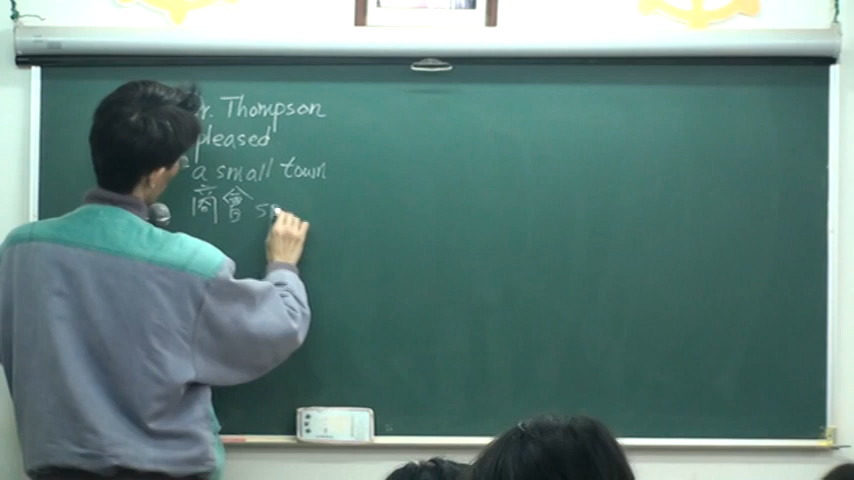 r. Thompson
pleased
a small town
商會 s